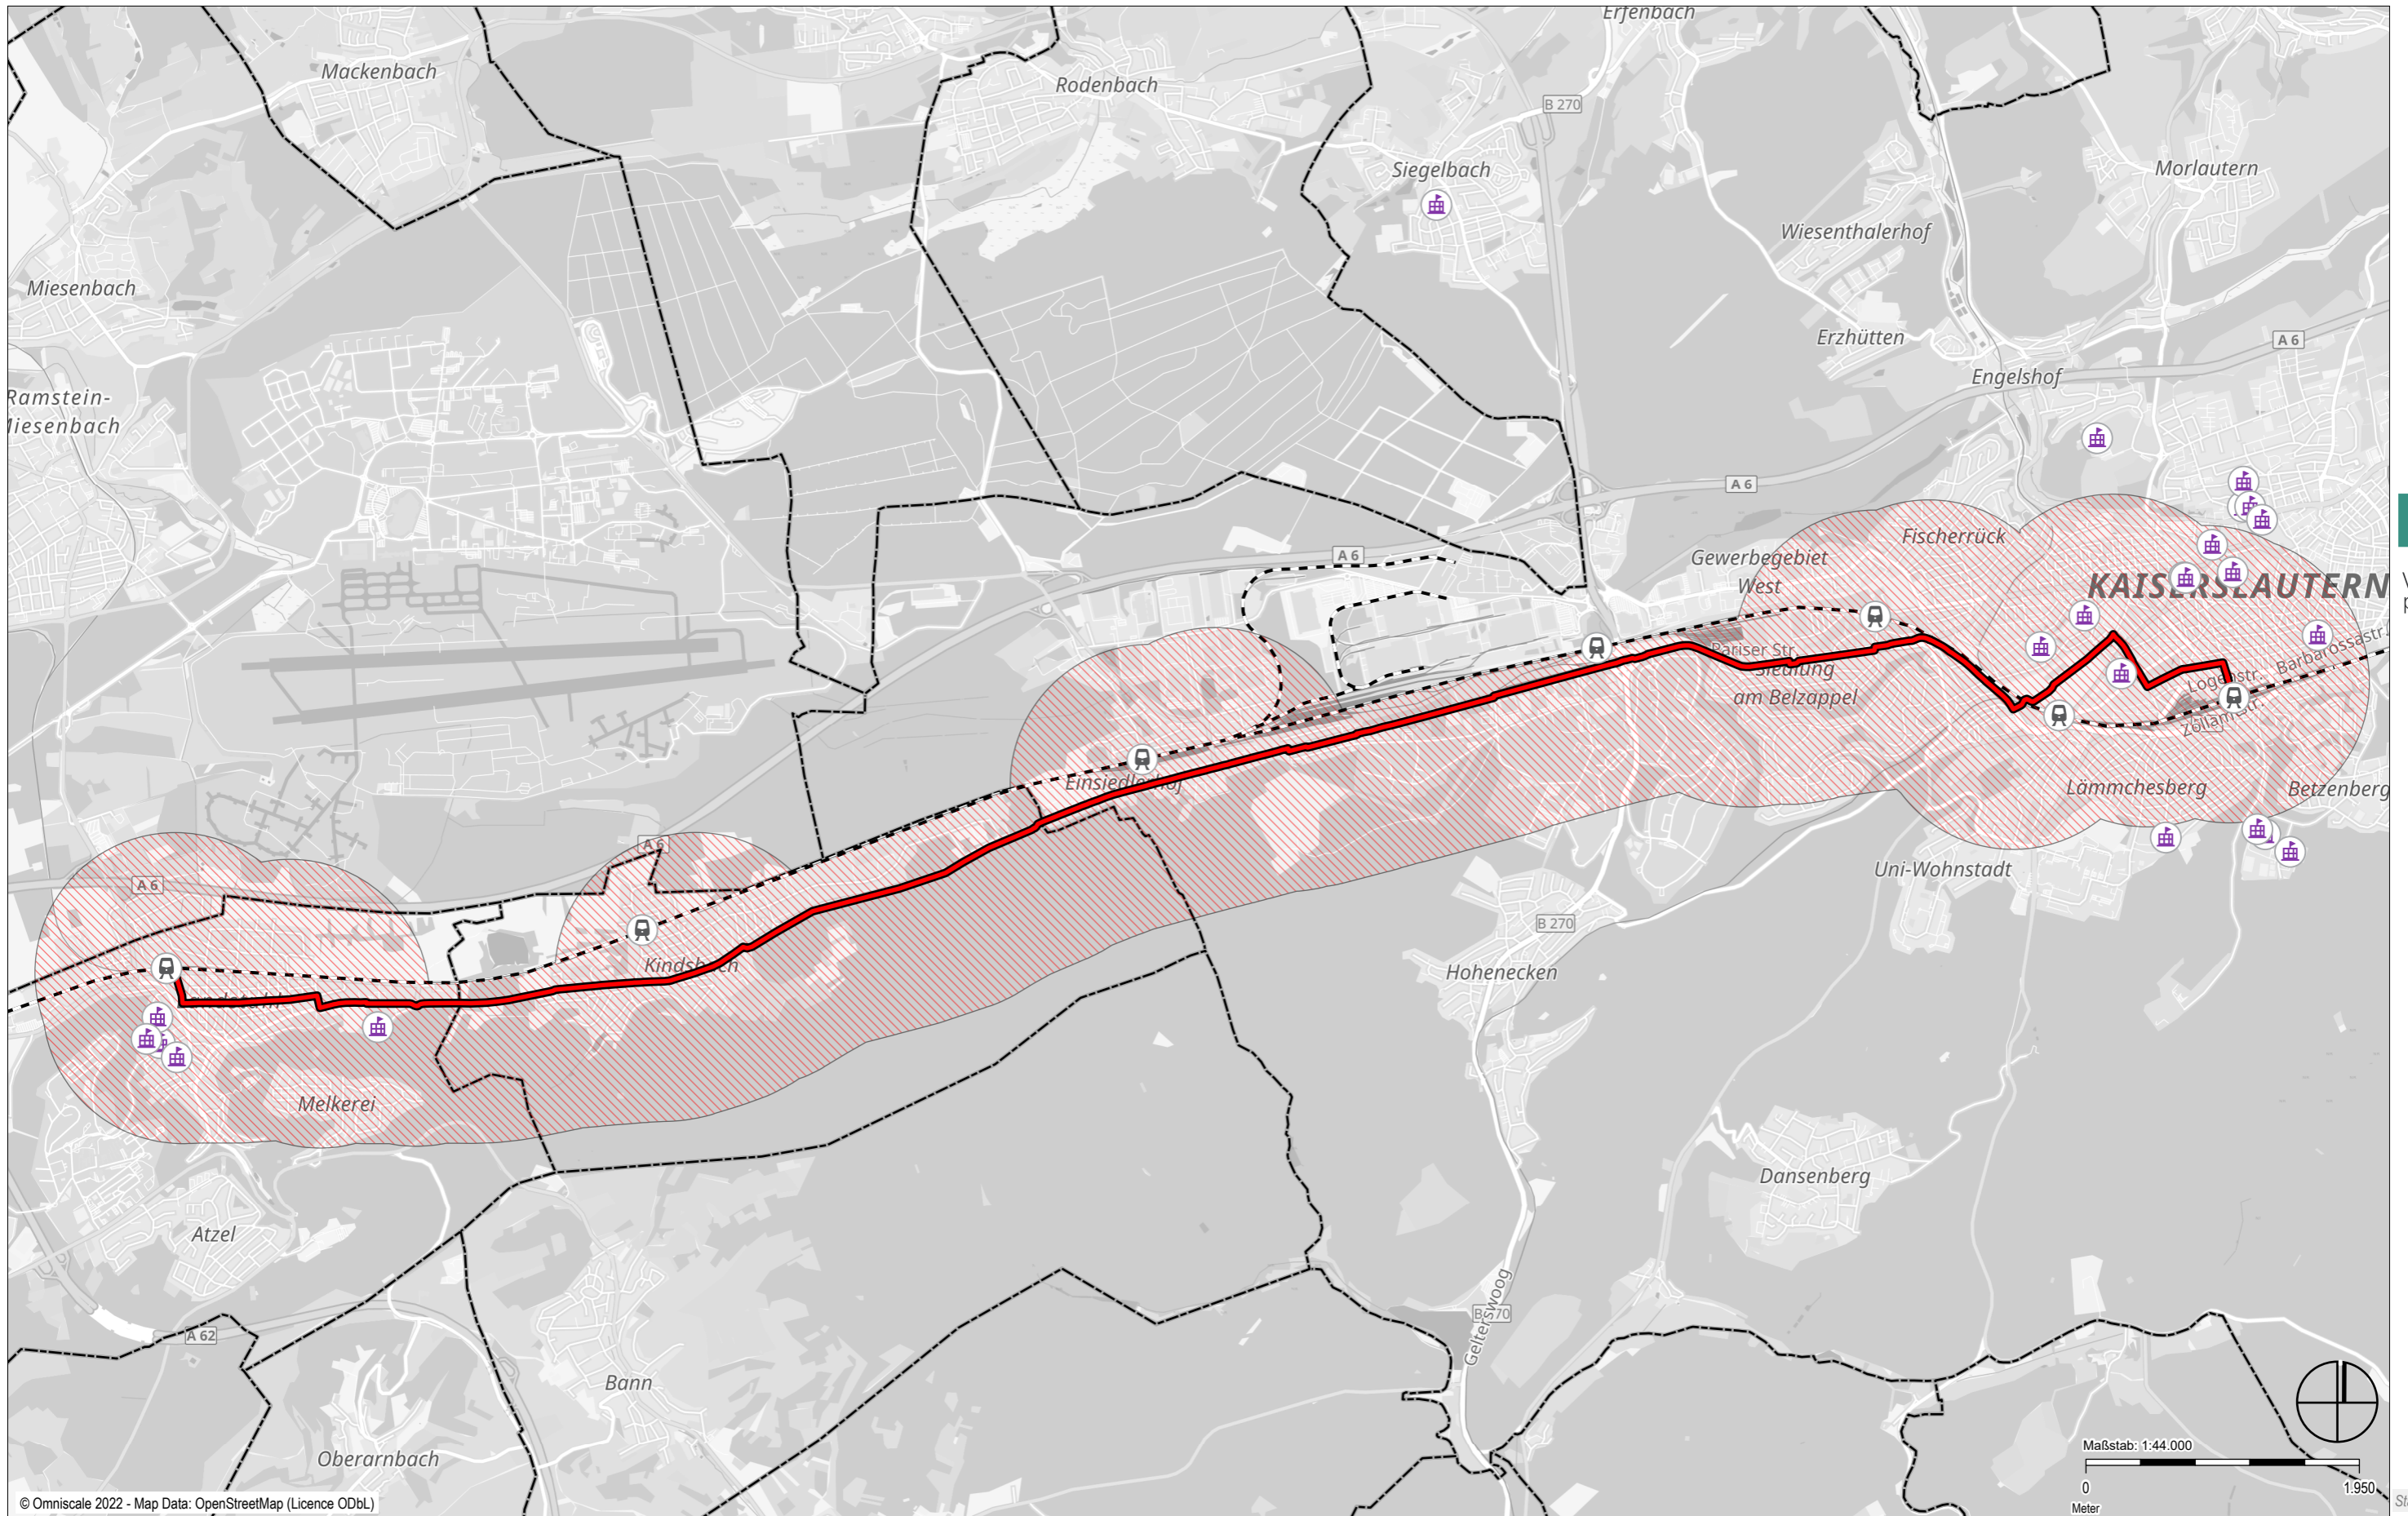 Erfenbach
Mackenbach
Rodenbach
B 270
Siegelbach
Morlautern
Wiesenthalerhof
Miesenbach
Erzhütten
A 6
Engelshof
Ramstein-
Miesenbach
A 6
Fischerrück
A 6
Gewerbegebiet
West
KAISERSLAUTERN
Pariser Str.
Siedlung
am Belzappel
Barbarossastr.
Logenstr.
Zollamtstr.
Einsiedlerhof
Lämmchesberg
Betzenberg
A 6
Uni-Wohnstadt
A 6
B 270
Kindsbach
Hohenecken
Landstuhl
Melkerei
Dansenberg
Atzel
Gelterswoog
B 270
A 62
Bann
Oberarnbach
Maßstab: 1:44.000
0
1.950
Meter
© Omniscale 2022 - Map Data: OpenStreetMap (Licence ODbL)